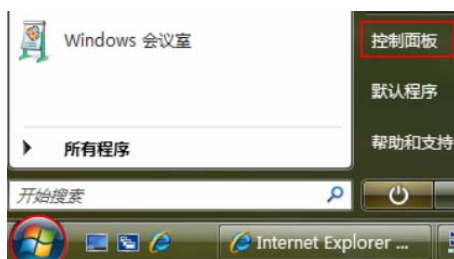 Windows 会议室
控制面板
默认程序
所有程序
帮助和支持
开始搜索
Internet Explorer ...